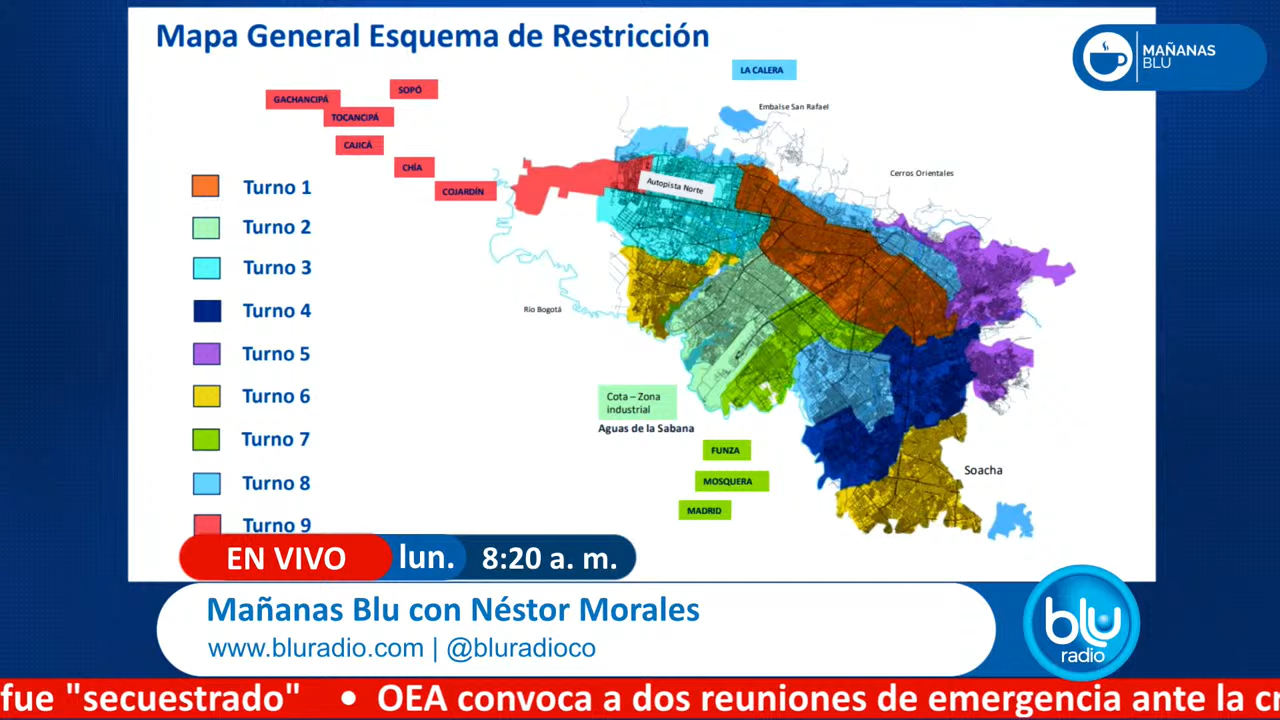 Mapa General Esquema de Restricción
MAÑANAS
BLU
LA CALERA
SOPÓ
GACHANCIPÁ
TOCANCIPÁ
Embalse San Rafael
CAJICÁ
CHÍA
Cerros Orientales
COJARDÍN
Autopista Norte
Turno 1
Turno 2
Turno 3
Turno 4
Turno 5
Turno 6
Turno 7
Turno 8
Turno 9
Río Bogotá
Cota – Zona
industrial
Aguas de la Sabana
FUNZA
MOSQUERA
MADRID
Soacha
EN VIVO lun. 8:20 a. m.
Mañanas Blu con Néstor Morales
www.bluradio.com | @bluradioco
blu
radio
fue "secuestrado" • OEA convoca a dos reuniones de emergencia ante la cr